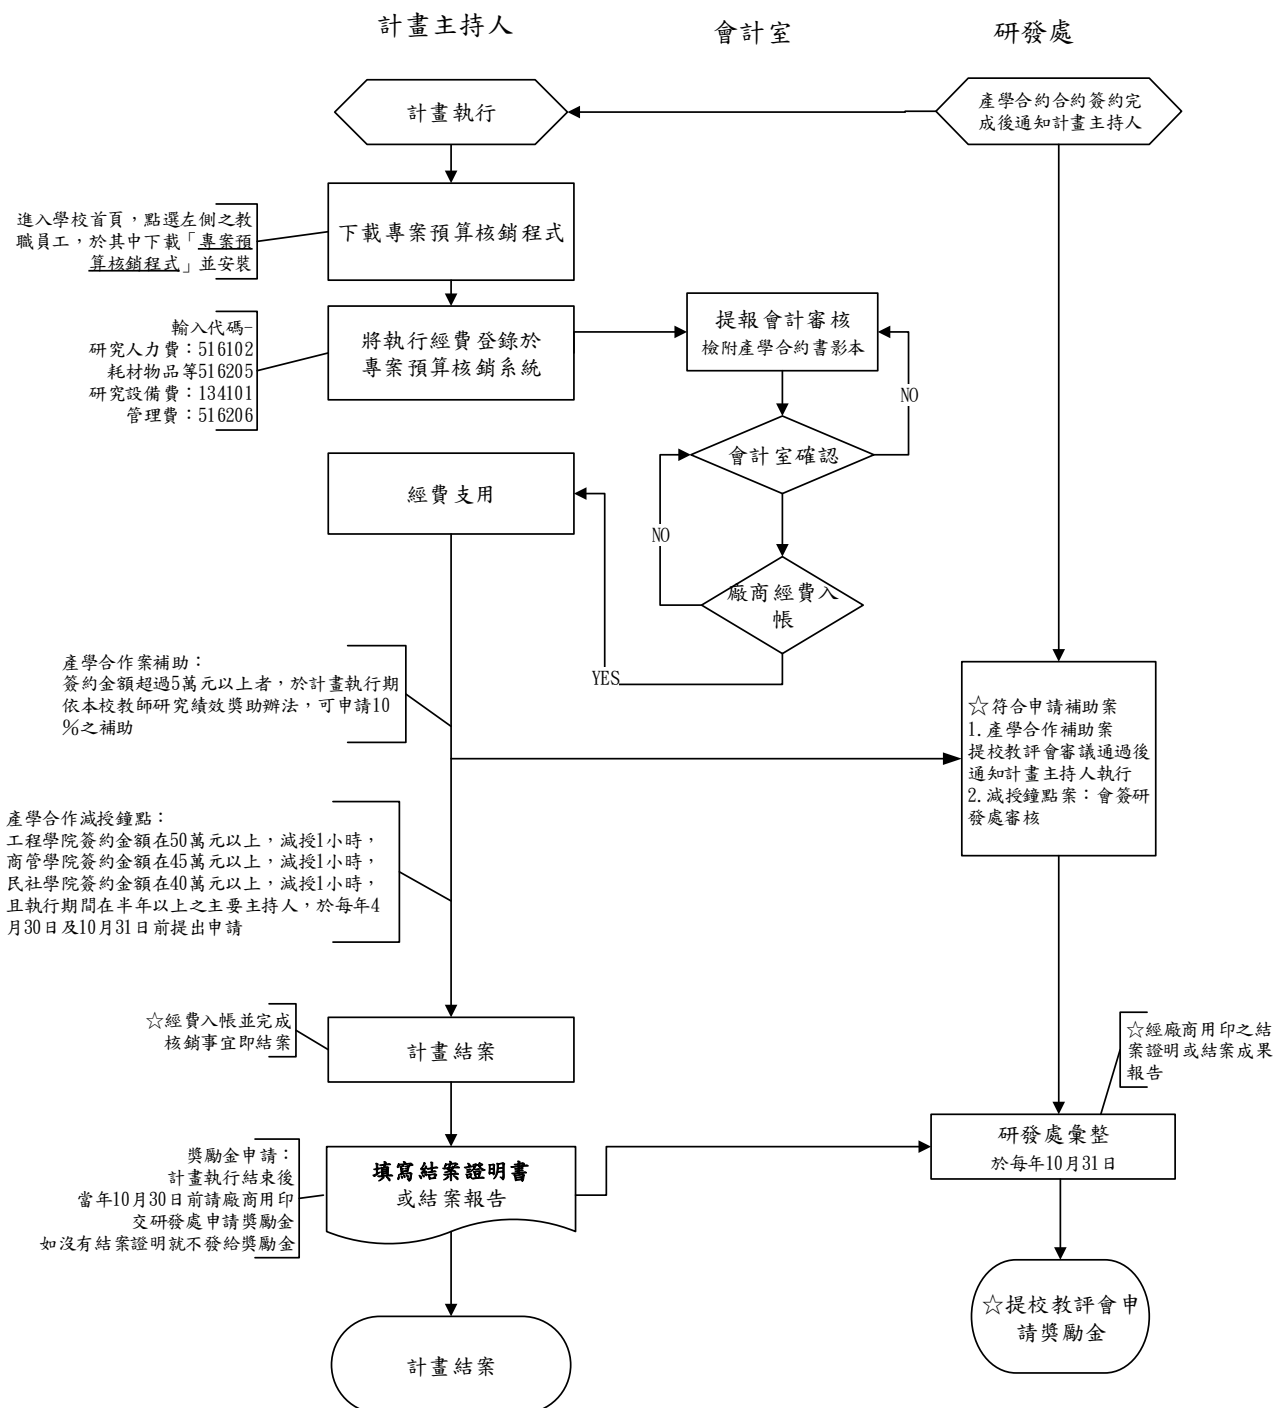 計畫主持人
會計室
研發處
計畫執行
產學合約合約簽約完
成後通知計畫主持人
進入學校首頁，點選左側之教
職員工，於其中下載「專案預
算核銷程式」並安裝
下載專案預算核銷程式
輸入代碼-
研究人力費：516102
耗材物品等516205
研究設備費：134101
管理費：516206
將執行經費登錄於
專案預算核銷系統
提報會計審核
檢附產學合約書影本
NO
會計室確認
經費支用
NO
廠商經費入
帳
YES
產學合作案補助：
簽約金額超過5萬元以上者，於計畫執行期
依本校教師研究績效獎助辦法，可申請10
％之補助
☆符合申請補助案
1.產學合作補助案
提校教評會審議通過後
通知計畫主持人執行
2.減授鐘點案：會簽研
發處審核
產學合作減授鐘點：
工程學院簽約金額在50萬元以上，減授1小時，
商管學院簽約金額在45萬元以上，減授1小時，
民社學院簽約金額在40萬元以上，減授1小時，
且執行期間在半年以上之主要主持人，於每年4
月30日及10月31日前提出申請
☆經費入帳並完成
核銷事宜即結案
計畫結案
☆經廠商用印之結
案證明或結案成果
報告
研發處彙整
於每年10月31日
獎勵金申請：
計畫執行結束後
當年10月30日前請廠商用印
交研發處申請獎勵金
如沒有結案證明就不發給獎勵金
填寫結案證明書
或結案報告
☆提校教評會申
請獎勵金
計畫結案